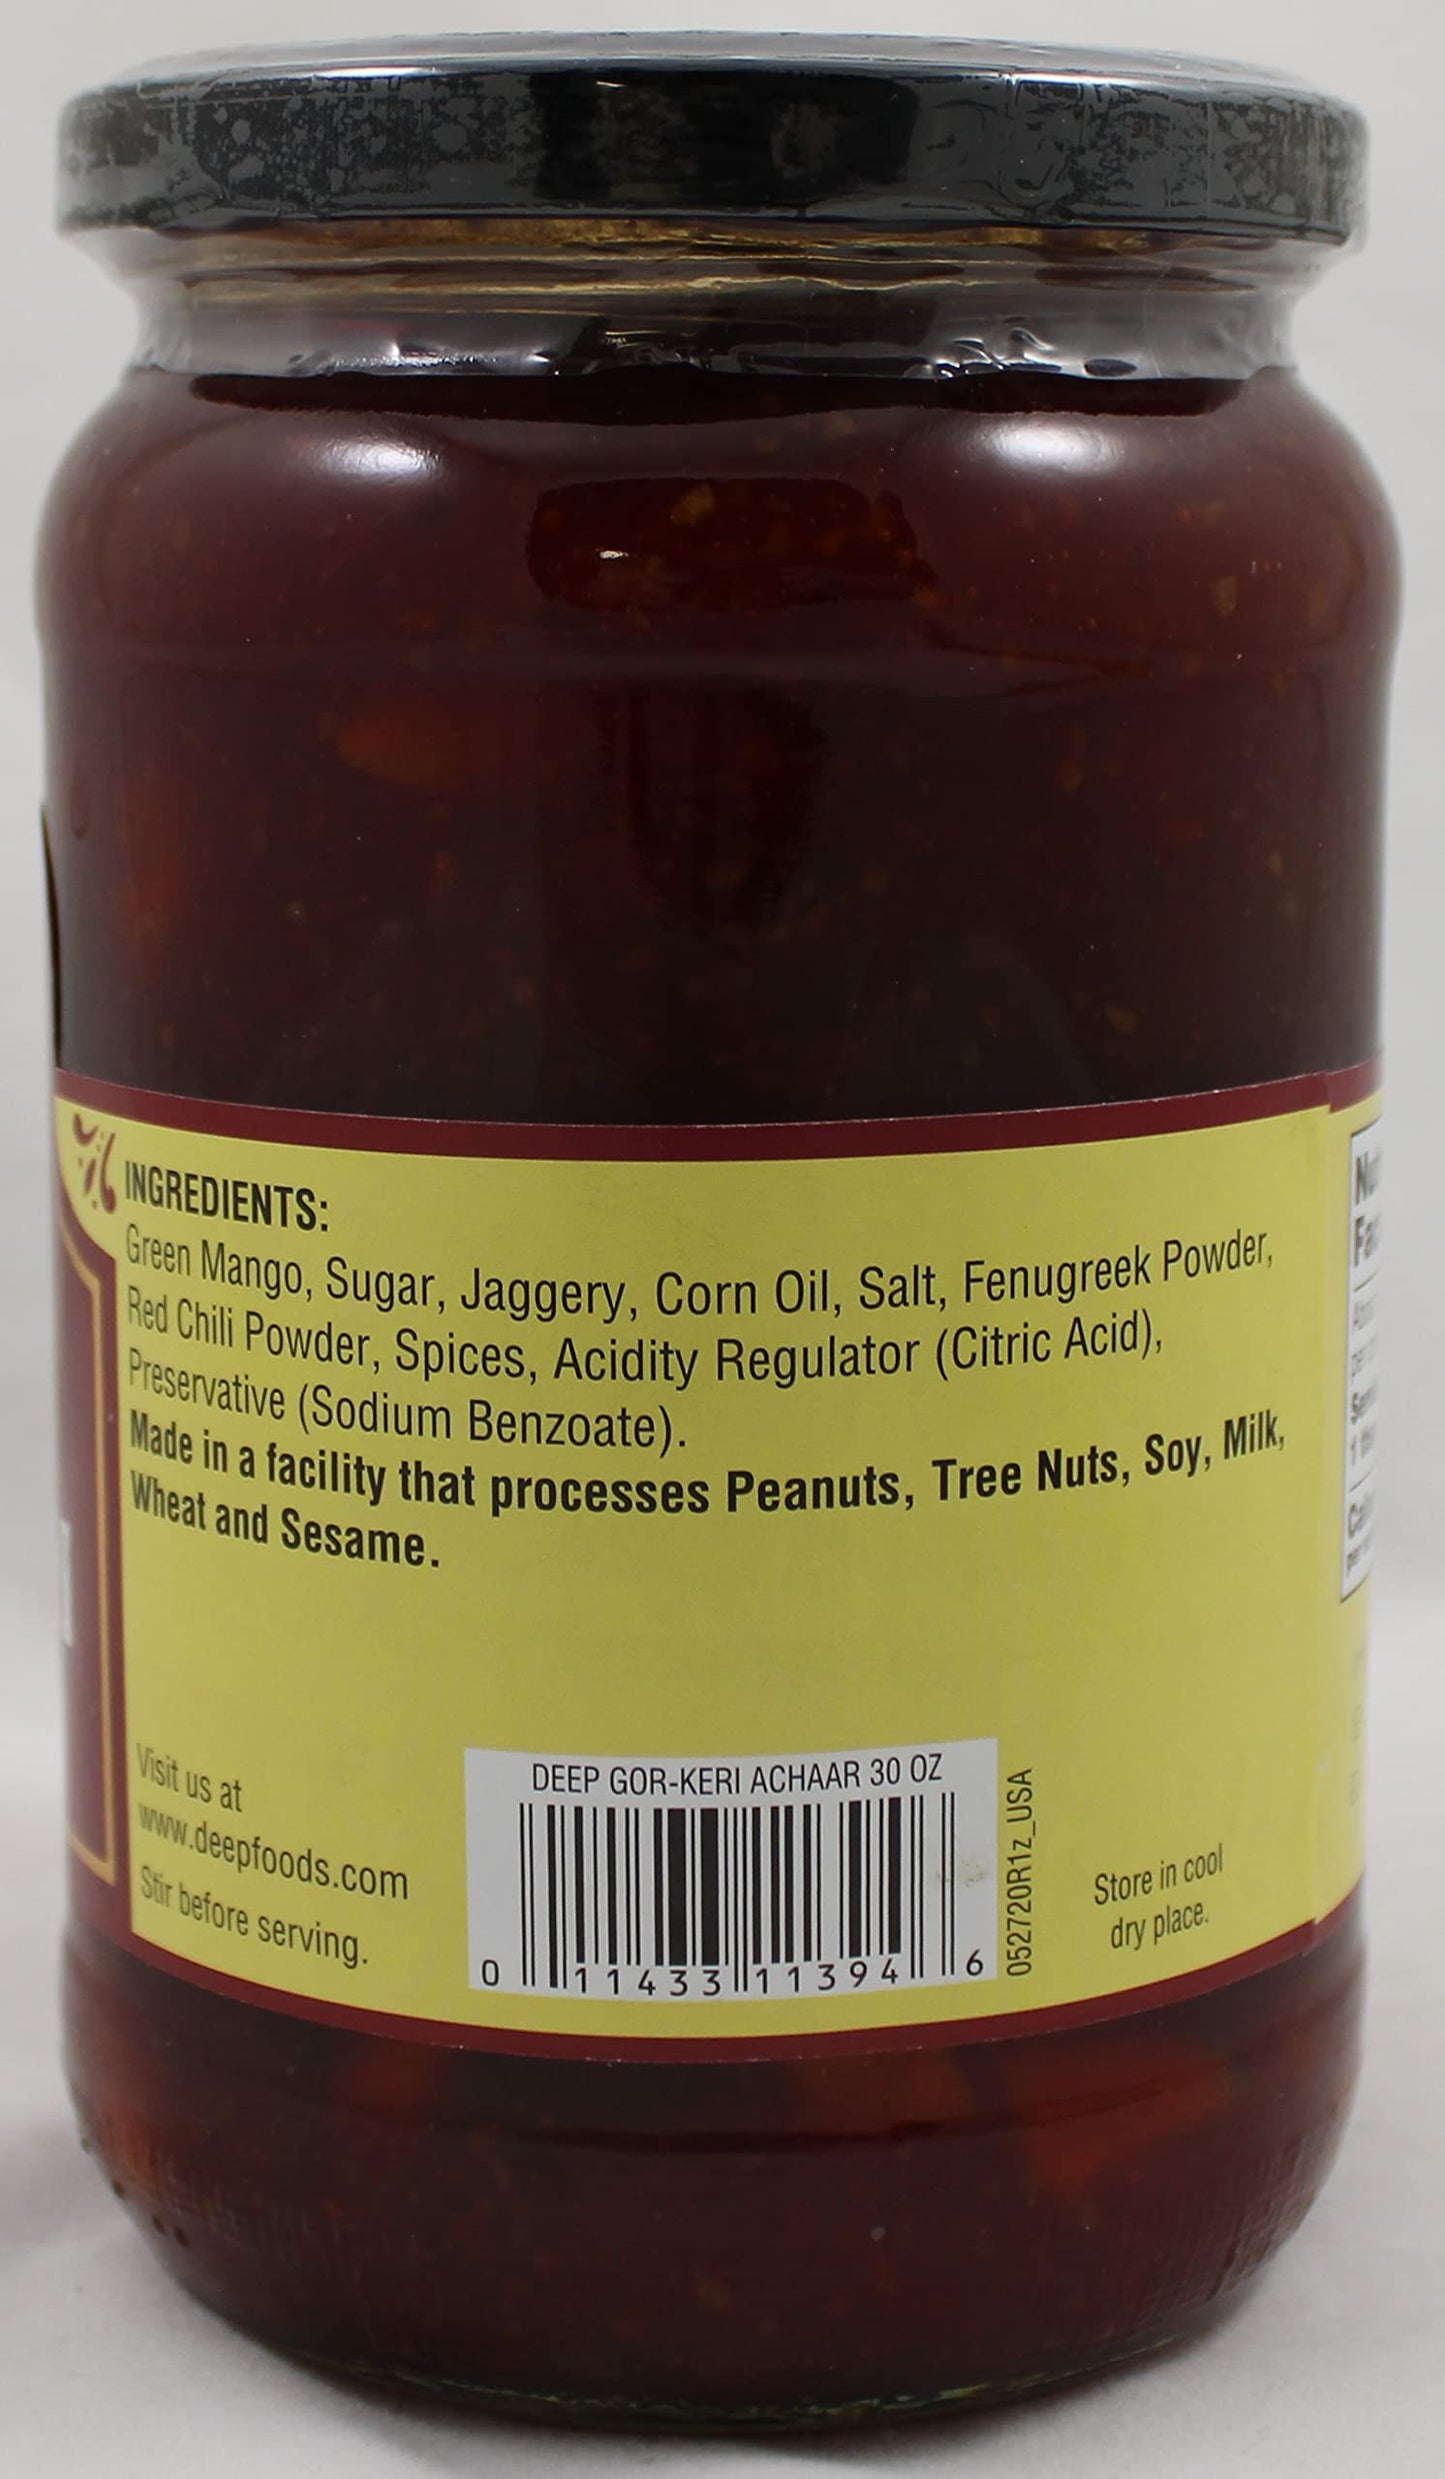 INGREDIENTS:
Green Mango, Sugar, Jaggery, Corn Oil, Salt, Fenugreek Powder,
Red Chili Powder, Spices, Acidity Regulator (Citric Acid),
Preservative (Sodium Benzoate).
Made in a facility that processes Peanuts, Tree Nuts, Soy, Milk,
Wheat and Sesame.
Visit us at
www.deepfoods.com
Stir before serving.
DEEP GOR-KERI ACHAAR 30 OZ
0 11433 11394 6
052720R1z_USA
Store in cool
dry place.